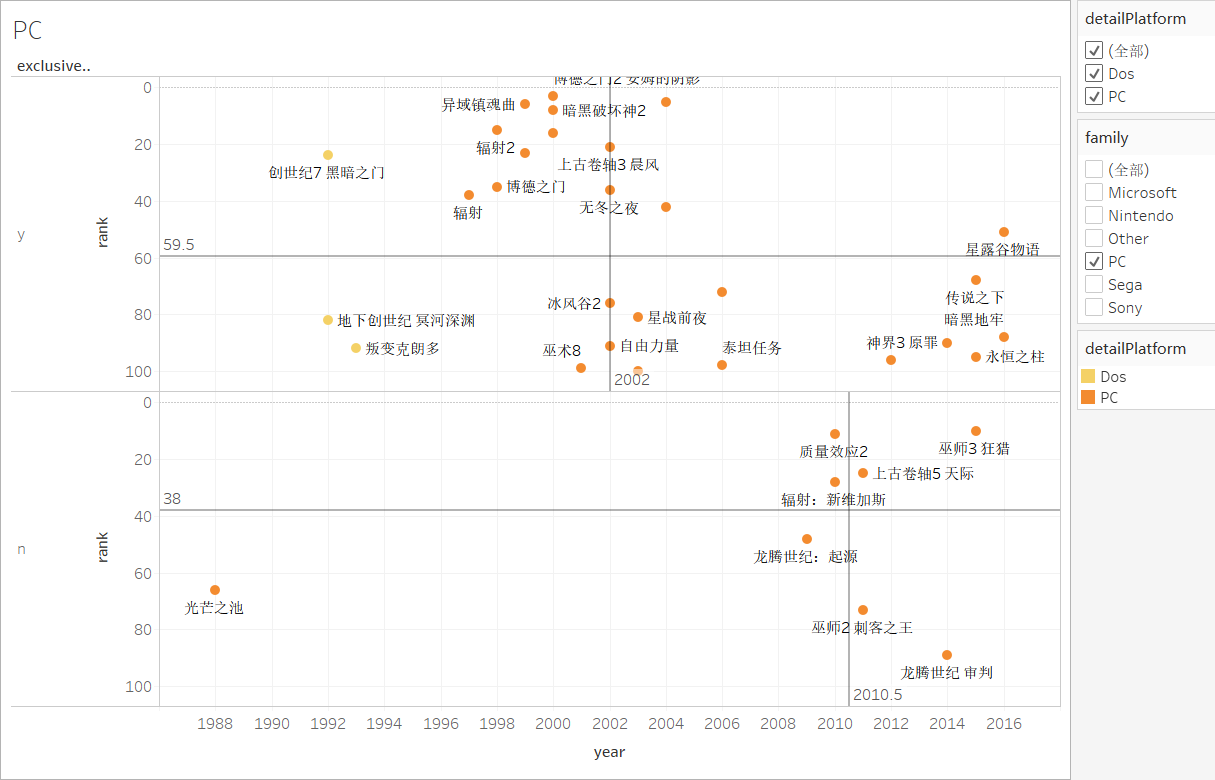 PC
exclusive..
博德之门2 安姆的阴影
异域镇魂曲
暗黑破坏神2
辐射2
上古卷轴3 晨风
创世纪7 黑暗之门
博德之门
辐射
无冬之夜
59.5
星露谷物语
传说之下
冰风谷2
地下创世纪 冥河深渊
星战前夜
暗黑地牢
叛变克朗多
巫术8
自由力量
泰坦任务
神界3 原罪
永恒之柱
2002
0
20
40
60
80
100
rank
y
质量效应2
巫师3 狂猎
上古卷轴5 天际
辐射：新维加斯
38
龙腾世纪：起源
光芒之池
巫师2 刺客之王
龙腾世纪 审判
2010.5
0
20
40
60
80
100
rank
n
1988 1990 1992 1994 1996 1998 2000 2002 2004 2006 2008 2010 2012 2014 2016
year
detailPlatform
(全部)
Dos
PC
family
(全部)
Microsoft
Nintendo
Other
PC
Sega
Sony
detailPlatform
Dos
PC